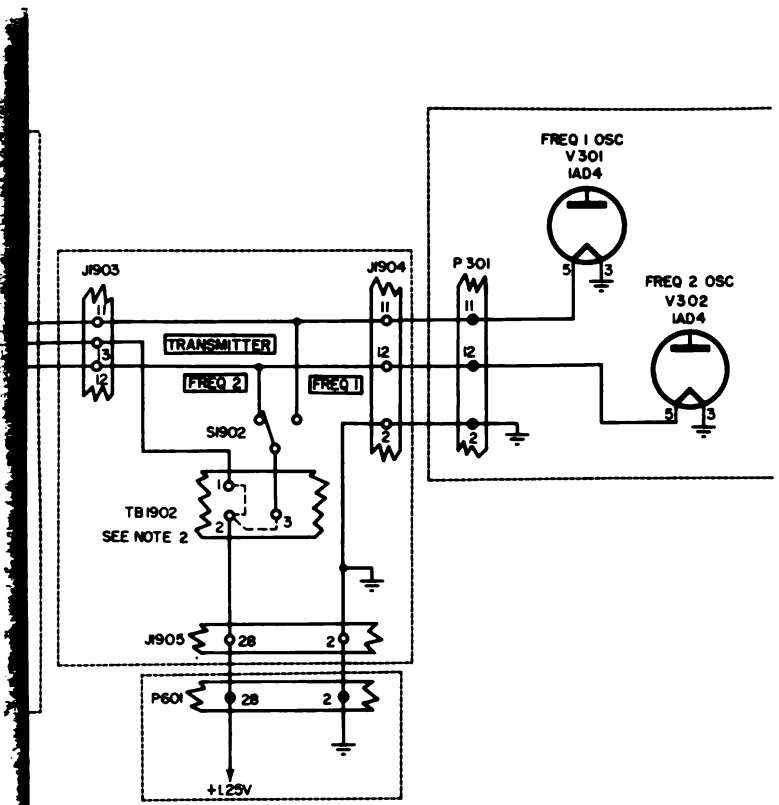 FREQ 1 OSC
V301
1AD4
FREQ 2 OSC
V302
1AD4
5
3
5
3
J1903
J1904
P 301
11
3
12
11
12
2
11
12
2
TRANSMITTER
FREQ 2
FREQ 1
S1902
1
2
3
TB1902
SEE NOTE 2
J1905
28
2
P601
28
2
+1.25V